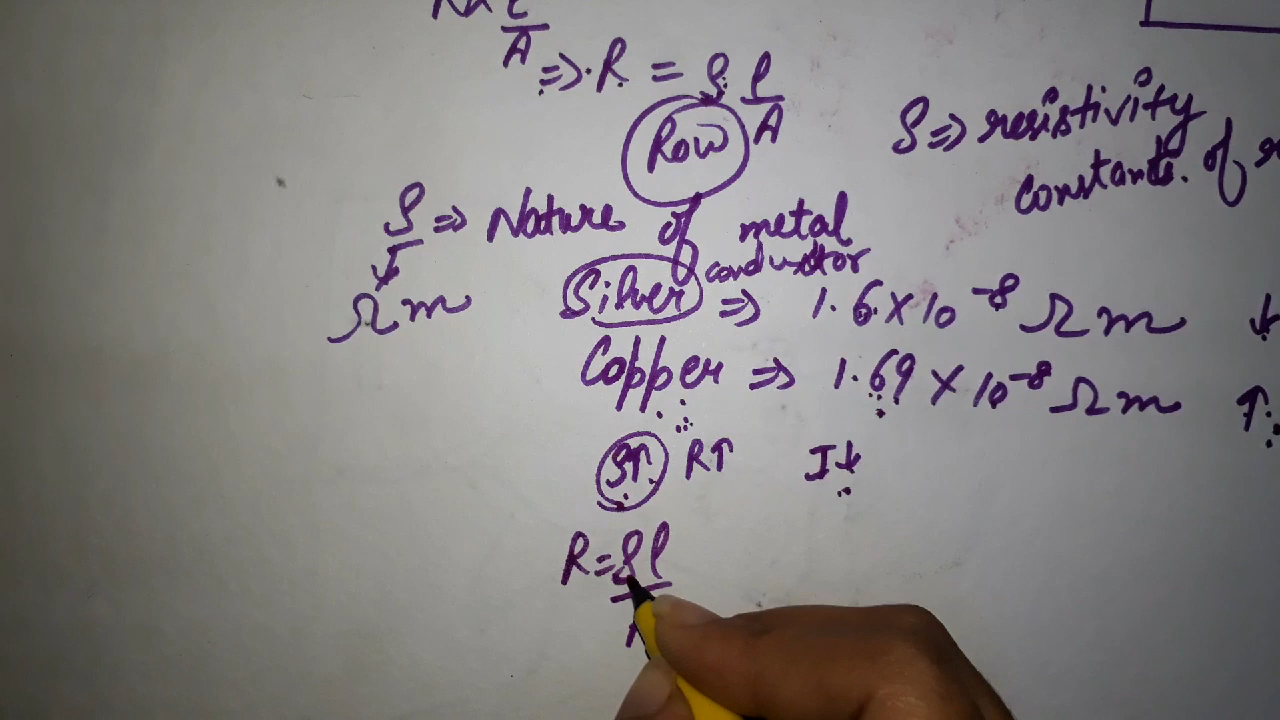 R ∝ l/A
=> R = ρ l/A
Row
ρ => resistivity
constants. of
ρ => Nature of metal
conductor
Ωm
Silver => 1.6×10⁻⁸ Ωm ↓
Copper => 1.69×10⁻⁸ Ωm ↑
ρ↑ R↑ I↓
R = ρl